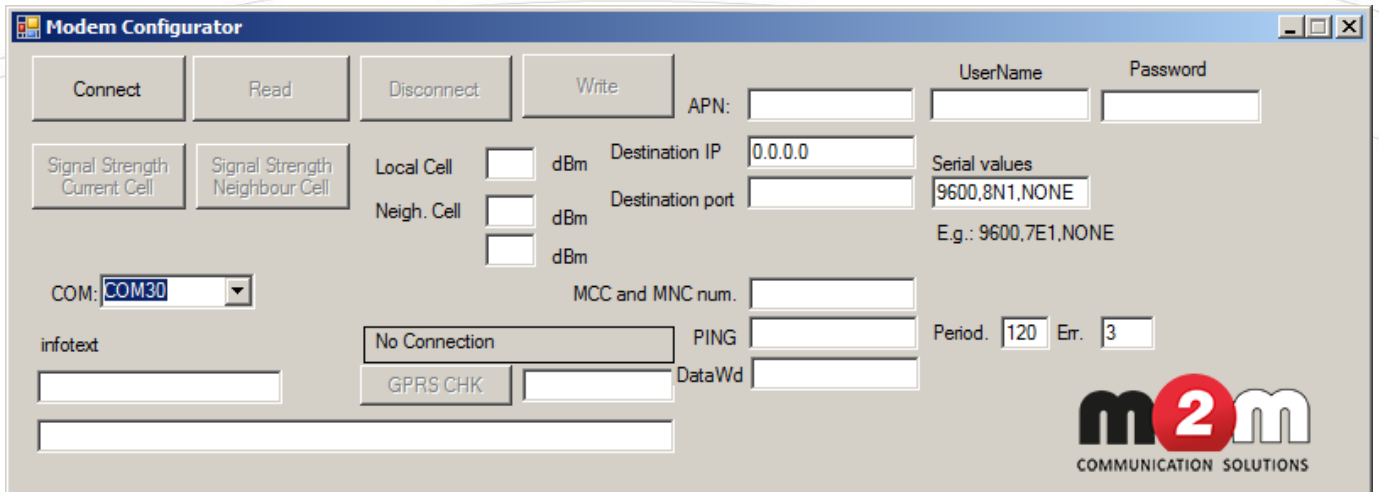 Modem Configurator
Connect
Read
Disconnect
Write
APN:
UserName
Password
Signal Strength
Current Cell
Signal Strength
Neighbour Cell
Local Cell
dBm
Destination IP
0.0.0.0
Serial values
Neigh. Cell
dBm
Destination port
9600,8N1,NONE
dBm
E.g.: 9600,7E1,NONE
COM:
COM30
MCC and MNC num.
infotext
No Connection
PING
Period.
120
Err.
3
GPRS CHK
DataWd
m2m
COMMUNICATION SOLUTIONS